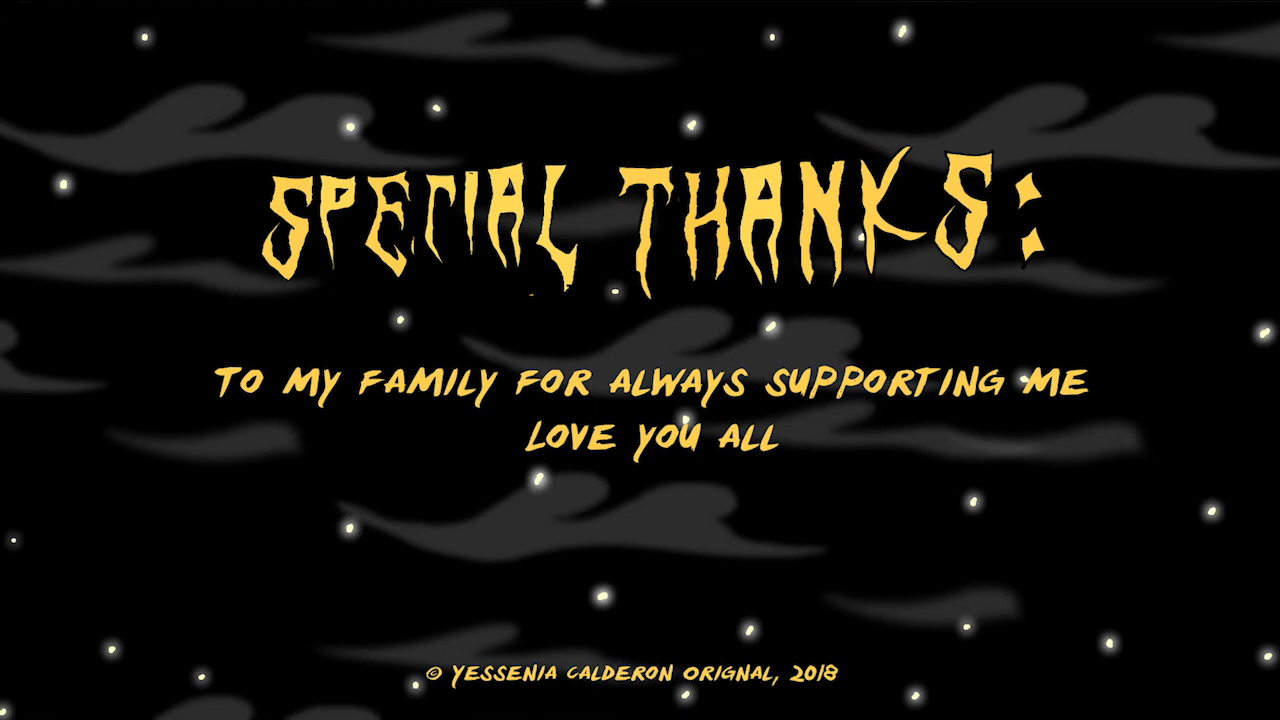 SPECIAL THANKS:
TO MY FAMILY FOR ALWAYS SUPPORTING ME
LOVE YOU ALL
© YESSENIA CALDERON ORIGNAL, 2018